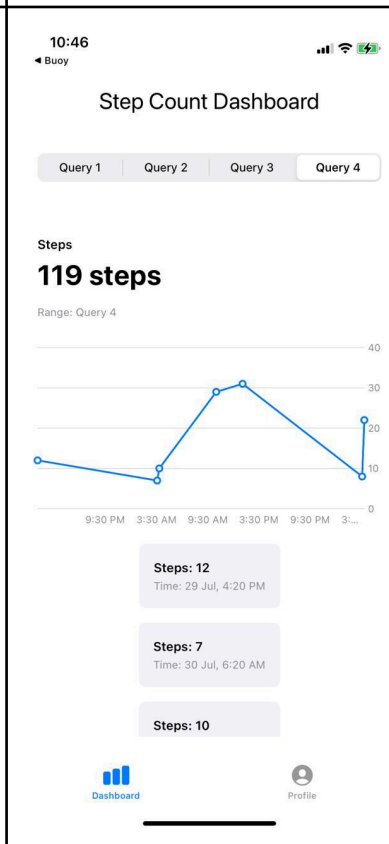 10:46
◀ Buoy
Step Count Dashboard
Query 1 Query 2 Query 3 Query 4
Steps
119 steps
Range: Query 4
40
30
20
10
0
9:30 PM 3:30 AM 9:30 AM 3:30 PM 9:30 PM 3:...
Steps: 12
Time: 29 Jul, 4:20 PM
Steps: 7
Time: 30 Jul, 6:20 AM
Steps: 10
Dashboard Profile